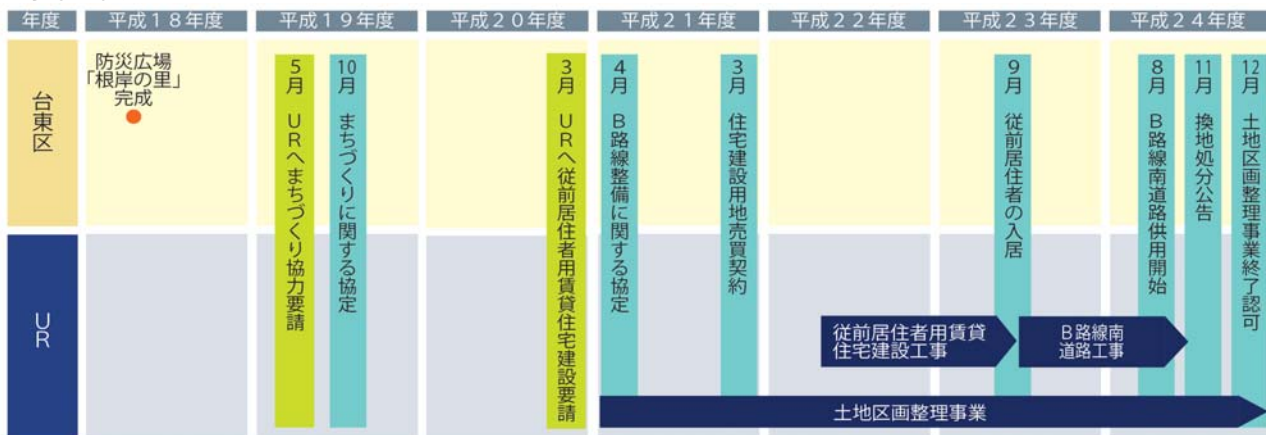 年度
平成18年度
平成19年度
平成20年度
平成21年度
平成22年度
平成23年度
平成24年度
台東区
防災広場
「根岸の里」
完成
5月 URへまちづくり協力要請
10月 まちづくりに関する協定
3月 URへ従前居住者用賃貸住宅建設要請
4月 B路線整備に関する協定
3月 住宅建設用地売買契約
9月 従前居住者の入居
8月 B路線南道路供用開始
11月 換地処分公告
12月 土地区画整理事業終了認可
UR
従前居住者用賃貸
住宅建設工事
B路線南
道路工事
土地区画整理事業